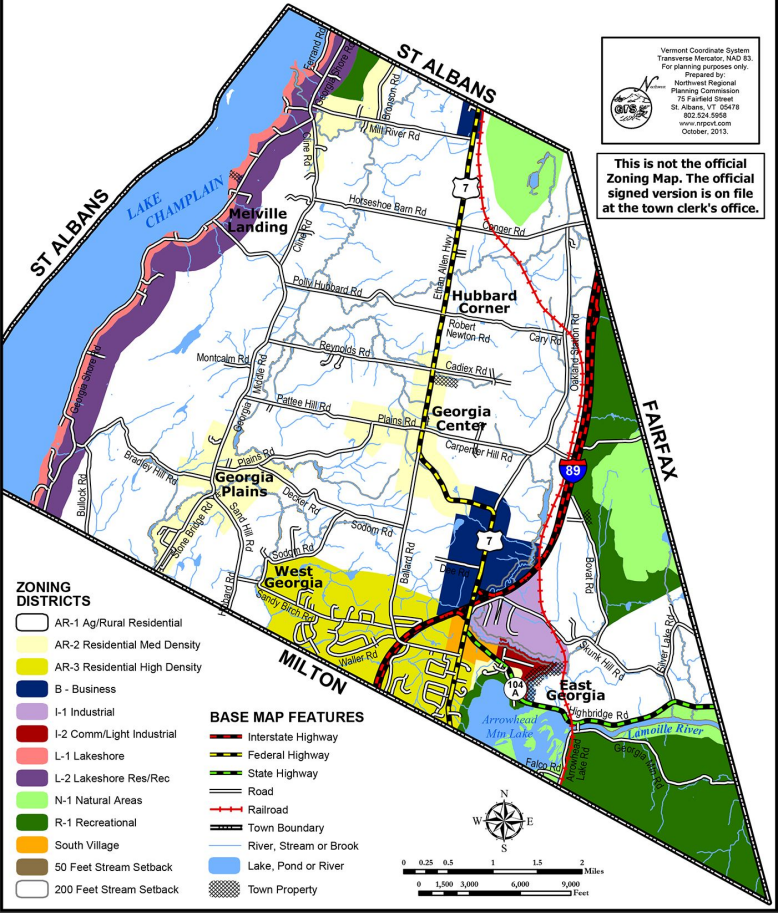 ST ALBANS
Vermont Coordinate System
Transverse Mercator, NAD 83.
For planning purposes only.
Prepared by:
Northwest Regional
Planning Commission
75 Fairfield Street
St. Albans, VT 05478
802.524.5958
www.nrpcvt.com
October, 2013.
Northwest
GIS
This is not the official
Zoning Map. The official
signed version is on file
at the town clerk's office.
Ferrand Rd
Georgia Shore Rd
Bronson Rd
Mill River Rd
Cline Rd
7
LAKE
CHAMPLAIN
ST ALBANS
Melville
Landing
Horseshoe Barn Rd
Conger Rd
Cline Rd
Ethan Allen Hwy
Polly Hubbard Rd
Hubbard
Corner
Robert
Newton Rd
Cary Rd
Oakland Station Rd
Reynolds Rd
Montcalm Rd
Cadiex Rd
Georgia Shore Rd
Georgia Middle Rd
Pattee Hill Rd
Plains Rd
Georgia
Center
Carpenter Hill Rd
FAIRFAX
89
Bradley Hill Rd
Plains Rd
Georgia
Plains
Bullock Rd
Decker Rd
Sand Hill Rd
Stone Bridge Rd
Sodom Rd
Sodom Rd
7
Ballard Rd
Dee Rd
Bovat Rd
West
Georgia
Hibbard Rd
Sandy Birch Rd
Waller Rd
MILTON
Skunk Hill Rd
Silver Lake Rd
104
A
East
Georgia
Highbridge Rd
Arrowhead
Mtn Lake
Lamoille River
Falco Rd
Arrowhead
Lake Rd
Georgia Mtn Rd
ZONING
DISTRICTS
AR-1 Ag/Rural Residential
AR-2 Residential Med Density
AR-3 Residential High Density
B - Business
I-1 Industrial
I-2 Comm/Light Industrial
L-1 Lakeshore
L-2 Lakeshore Res/Rec
N-1 Natural Areas
R-1 Recreational
South Village
50 Feet Stream Setback
200 Feet Stream Setback
BASE MAP FEATURES
Interstate Highway
Federal Highway
State Highway
Road
Railroad
Town Boundary
River, Stream or Brook
Lake, Pond or River
Town Property
N
W
E
S
0 0.25 0.5 1 1.5 2
Miles
0 1,500 3,000 6,000 9,000
Feet